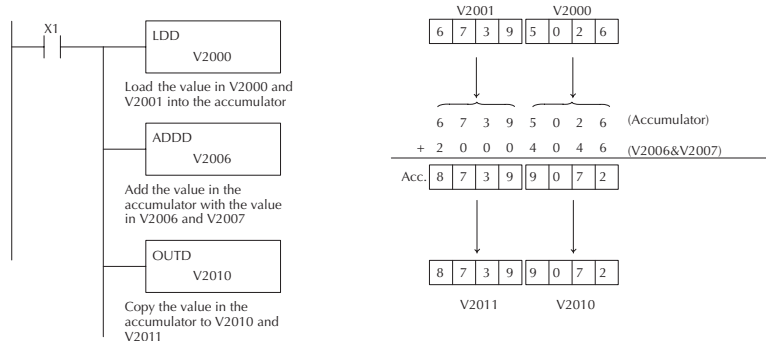 X1
LDD
V2000
Load the value in V2000 and
V2001 into the accumulator
ADDD
V2006
Add the value in the
accumulator with the value
in V2006 and V2007
OUTD
V2010
Copy the value in the
accumulator to V2010 and
V2011
V2001 V2000
6 7 3 9 5 0 2 6
6 7 3 9 5 0 2 6 (Accumulator)
+ 2 0 0 0 4 0 4 6 (V2006&V2007)
Acc. 8 7 3 9 9 0 7 2
8 7 3 9 9 0 7 2
V2011 V2010